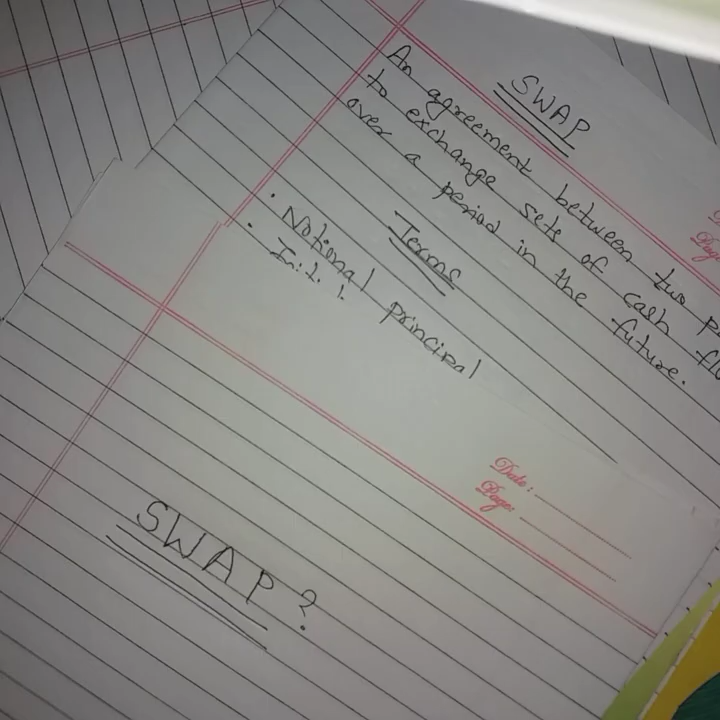 SWAP
An agreement between two
to exchange sets of cash
over a period in the future.
Terms
• Notional principal
Date:
Page:
SWAP?